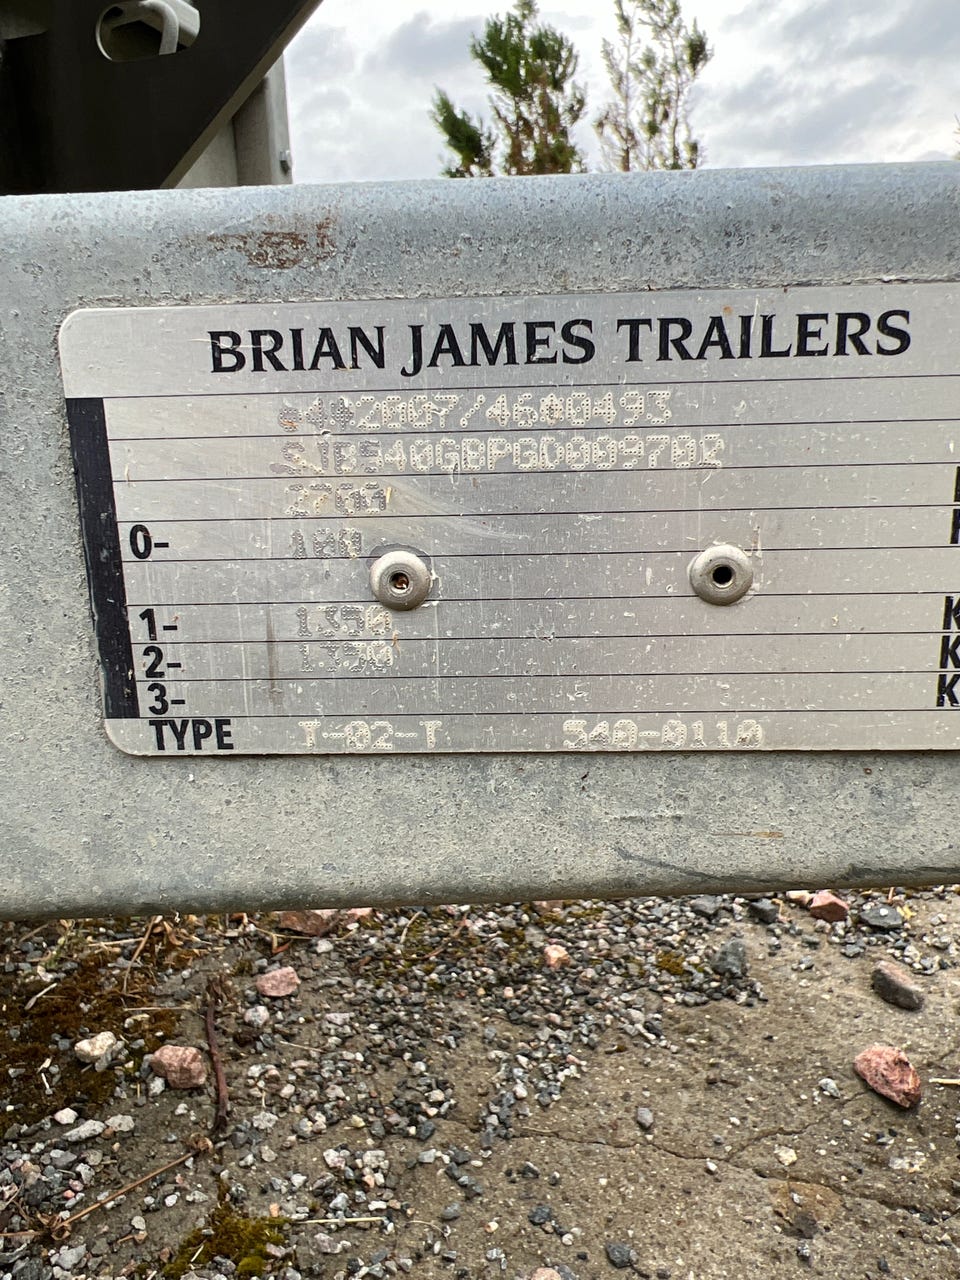 BRIAN JAMES TRAILERS
e4*2007/46*0493
2700
0- 100
1- 1350
2- 1350
3-
TYPE T-02-T 540-0110
K
K
K